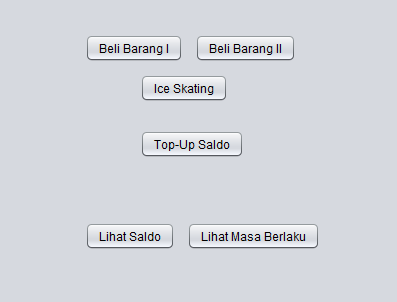 Beli Barang I Beli Barang II
Ice Skating
Top-Up Saldo
Lihat Saldo Lihat Masa Berlaku